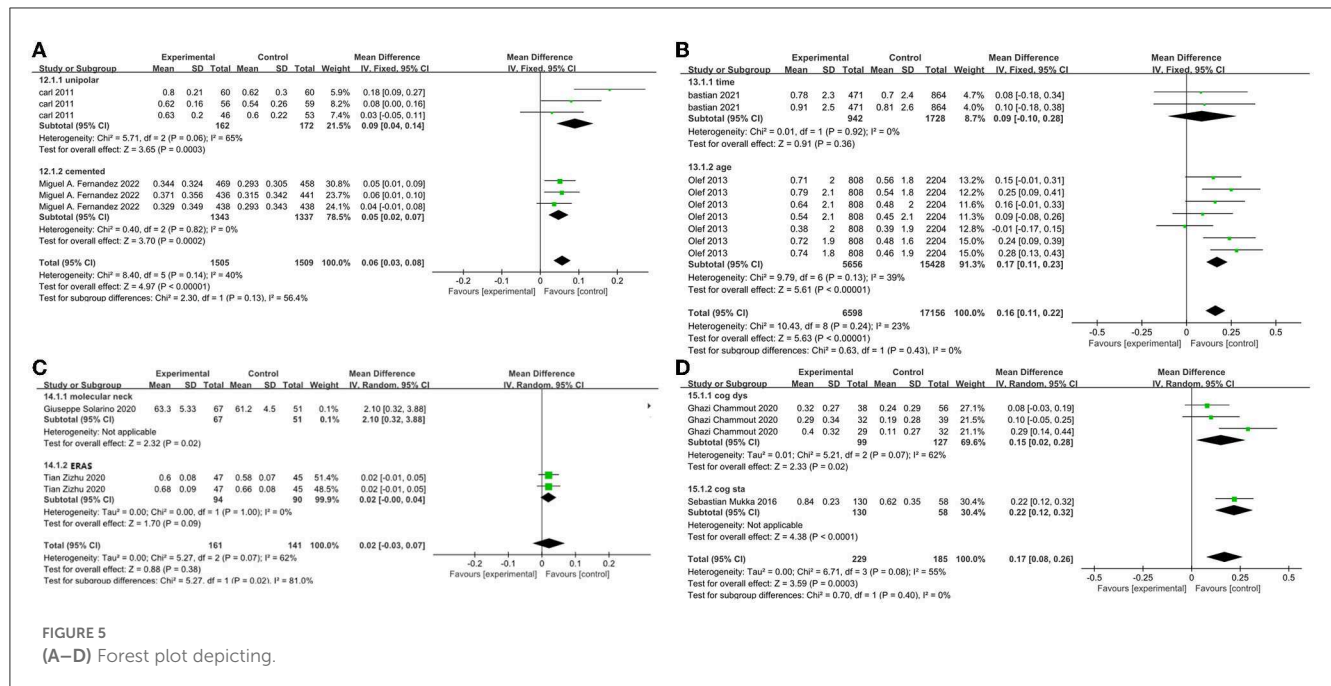 A
Experimental Control Mean Difference Mean Difference
Study or Subgroup Mean SD Total Mean SD Total Weight IV, Fixed, 95% CI IV, Fixed, 95% CI
12.1.1 unipolar
carl 2011 0.8 0.21 60 0.62 0.3 60 5.9% 0.18 [0.09, 0.27]
carl 2011 0.62 0.16 56 0.54 0.26 59 8.2% 0.08 [0.00, 0.16]
carl 2011 0.63 0.2 46 0.6 0.22 53 7.4% 0.03 [-0.05, 0.11]
Subtotal (95% CI) 162 172 21.5% 0.09 [0.04, 0.14]
Heterogeneity: Chi² = 5.71, df = 2 (P = 0.06); I² = 65%
Test for overall effect: Z = 3.65 (P = 0.0003)
12.1.2 cemented
Miguel A. Fernandez 2022 0.344 0.324 469 0.293 0.305 458 30.8% 0.05 [0.01, 0.09]
Miguel A. Fernandez 2022 0.371 0.356 436 0.315 0.342 441 23.7% 0.06 [0.01, 0.10]
Miguel A. Fernandez 2022 0.329 0.349 438 0.293 0.343 438 24.1% 0.04 [-0.01, 0.08]
Subtotal (95% CI) 1343 1337 78.5% 0.05 [0.02, 0.07]
Heterogeneity: Chi² = 0.40, df = 2 (P = 0.82); I² = 0%
Test for overall effect: Z = 3.70 (P = 0.0002)
Total (95% CI) 1505 1509 100.0% 0.06 [0.03, 0.08]
Heterogeneity: Chi² = 8.40, df = 5 (P = 0.14); I² = 40%
Test for overall effect: Z = 4.97 (P < 0.00001)
Test for subgroup differences: Chi² = 2.30, df = 1 (P = 0.13), I² = 56.4%
-0.2 -0.1 0 0.1 0.2
Favours [experimental] Favours [control]
B
Experimental Control Mean Difference Mean Difference
Study or Subgroup Mean SD Total Mean SD Total Weight IV, Fixed, 95% CI IV, Fixed, 95% CI
13.1.1 time
bastian 2021 0.78 2.3 471 0.7 2.4 864 4.6% 0.08 [-0.18, 0.34]
bastian 2021 0.91 2.5 471 0.81 2.6 864 4.0% 0.10 [-0.18, 0.38]
Subtotal (95% CI) 942 1728 8.7% 0.09 [-0.10, 0.28]
Heterogeneity: Chi² = 0.01, df = 1 (P = 0.92); I² = 0%
Test for overall effect: Z = 0.91 (P = 0.36)
13.1.2 age
Olef 2013 0.71 2 808 0.56 1.8 2204 13.2% 0.15 [-0.01, 0.31]
Olef 2013 0.79 2.1 808 0.54 1.8 2204 12.2% 0.25 [0.09, 0.41]
Olef 2013 0.64 2.1 808 0.48 2 2204 11.2% 0.16 [-0.01, 0.33]
Olef 2013 0.54 2.1 808 0.45 2.1 2204 10.9% 0.09 [-0.08, 0.26]
Olef 2013 0.38 2 808 0.39 1.9 2204 12.7% -0.01 [-0.17, 0.15]
Olef 2013 0.72 1.9 808 0.48 1.6 2204 15.0% 0.24 [0.09, 0.39]
Olef 2013 0.74 1.8 808 0.46 1.9 2204 16.0% 0.28 [0.13, 0.43]
Subtotal (95% CI) 5656 15428 91.3% 0.17 [0.11, 0.23]
Heterogeneity: Chi² = 9.79, df = 6 (P = 0.13); I² = 39%
Test for overall effect: Z = 5.61 (P < 0.00001)
Total (95% CI) 6598 17156 100.0% 0.16 [0.11, 0.22]
Heterogeneity: Chi² = 10.43, df = 8 (P = 0.24); I² = 23%
Test for overall effect: Z = 5.63 (P < 0.00001)
Test for subgroup differences: Chi² = 0.63, df = 1 (P = 0.43), I² = 0%
-0.5 -0.25 0 0.25 0.5
Favours [experimental] Favours [control]
C
Experimental Control Mean Difference Mean Difference
Study or Subgroup Mean SD Total Mean SD Total Weight IV, Random, 95% CI IV, Random, 95% CI
14.1.1 molecular neck
Giuseppe Solarino 2020 63.3 5.33 67 61.2 4.5 51 0.1% 2.10 [0.32, 3.88]
Subtotal (95% CI) 67 51 0.1% 2.10 [0.32, 3.88]
Heterogeneity: Not applicable
Test for overall effect: Z = 2.32 (P = 0.02)
14.1.2 ERAS
Tian Zizhu 2020 0.6 0.08 47 0.58 0.07 45 51.4% 0.02 [-0.01, 0.05]
Tian Zizhu 2020 0.68 0.09 47 0.66 0.08 45 48.5% 0.02 [-0.01, 0.05]
Subtotal (95% CI) 94 90 99.9% 0.02 [-0.00, 0.04]
Heterogeneity: Tau² = 0.00; Chi² = 0.00, df = 1 (P = 1.00); I² = 0%
Test for overall effect: Z = 1.70 (P = 0.09)
Total (95% CI) 161 141 100.0% 0.02 [-0.03, 0.07]
Heterogeneity: Tau² = 0.00; Chi² = 5.27, df = 2 (P = 0.07); I² = 62%
Test for overall effect: Z = 0.88 (P = 0.38)
Test for subgroup differences: Chi² = 5.27, df = 1 (P = 0.02), I² = 81.0%
-0.2 -0.1 0 0.1 0.2
Favours [experimental] Favours [control]
D
Experimental Control Mean Difference Mean Difference
Study or Subgroup Mean SD Total Mean SD Total Weight IV, Random, 95% CI IV, Random, 95% CI
15.1.1 cog dys
Ghazi Chammout 2020 0.32 0.27 38 0.24 0.29 56 27.1% 0.08 [-0.03, 0.19]
Ghazi Chammout 2020 0.29 0.34 32 0.19 0.28 39 21.1% 0.10 [-0.05, 0.25]
Ghazi Chammout 2020 0.4 0.32 29 0.11 0.27 32 21.4% 0.29 [0.14, 0.44]
Subtotal (95% CI) 99 127 69.6% 0.15 [0.02, 0.28]
Heterogeneity: Tau² = 0.01; Chi² = 5.21, df = 2 (P = 0.07); I² = 62%
Test for overall effect: Z = 2.33 (P = 0.02)
15.1.2 cog sta
Sebastian Mukka 2016 0.84 0.23 130 0.62 0.35 58 30.4% 0.22 [0.12, 0.32]
Subtotal (95% CI) 130 58 30.4% 0.22 [0.12, 0.32]
Heterogeneity: Not applicable
Test for overall effect: Z = 4.38 (P < 0.0001)
Total (95% CI) 229 185 100.0% 0.17 [0.08, 0.26]
Heterogeneity: Tau² = 0.00; Chi² = 6.71, df = 3 (P = 0.08); I² = 55%
Test for overall effect: Z = 3.59 (P = 0.0003)
Test for subgroup differences: Chi² = 0.70, df = 1 (P = 0.40), I² = 0%
-0.5 -0.25 0 0.25 0.5
Favours [experimental] Favours [control]
FIGURE 5
(A–D) Forest plot depicting.